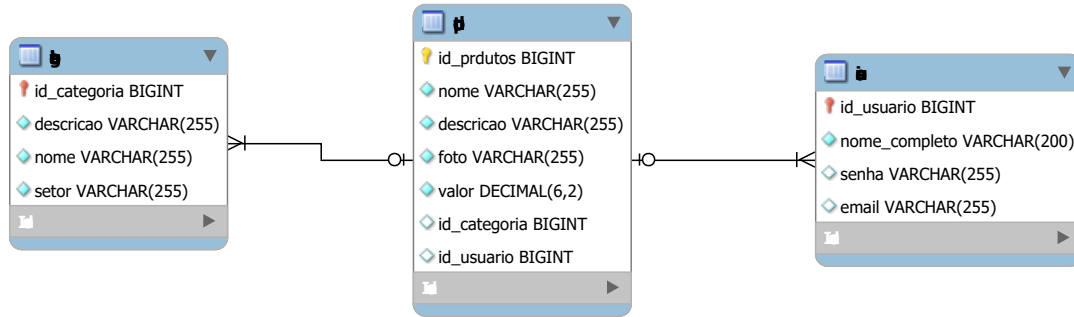 id_categoria BIGINT
descricao VARCHAR(255)
nome VARCHAR(255)
setor VARCHAR(255)
id_prdutos BIGINT
nome VARCHAR(255)
descricao VARCHAR(255)
foto VARCHAR(255)
valor DECIMAL(6,2)
id_categoria BIGINT
id_usuario BIGINT
id_usuario BIGINT
nome_completo VARCHAR(200)
senha VARCHAR(255)
email VARCHAR(255)